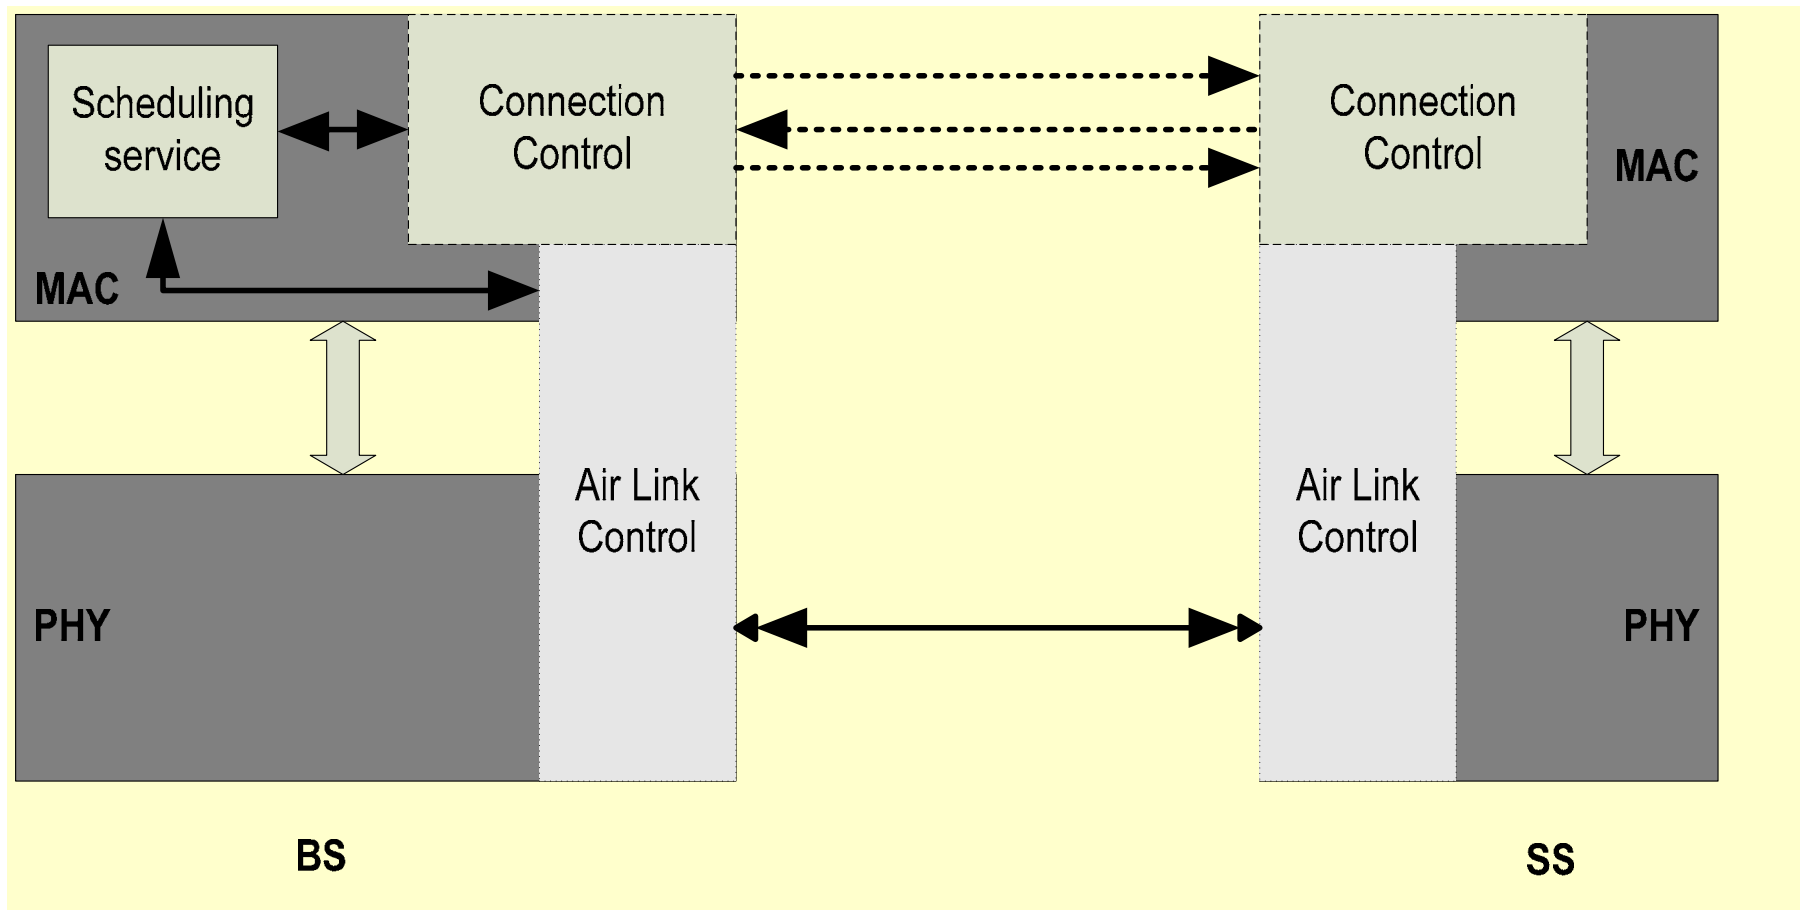 Scheduling
service
Connection
Control
Connection
Control
MAC
MAC
Air Link
Control
Air Link
Control
PHY
PHY
BS
SS